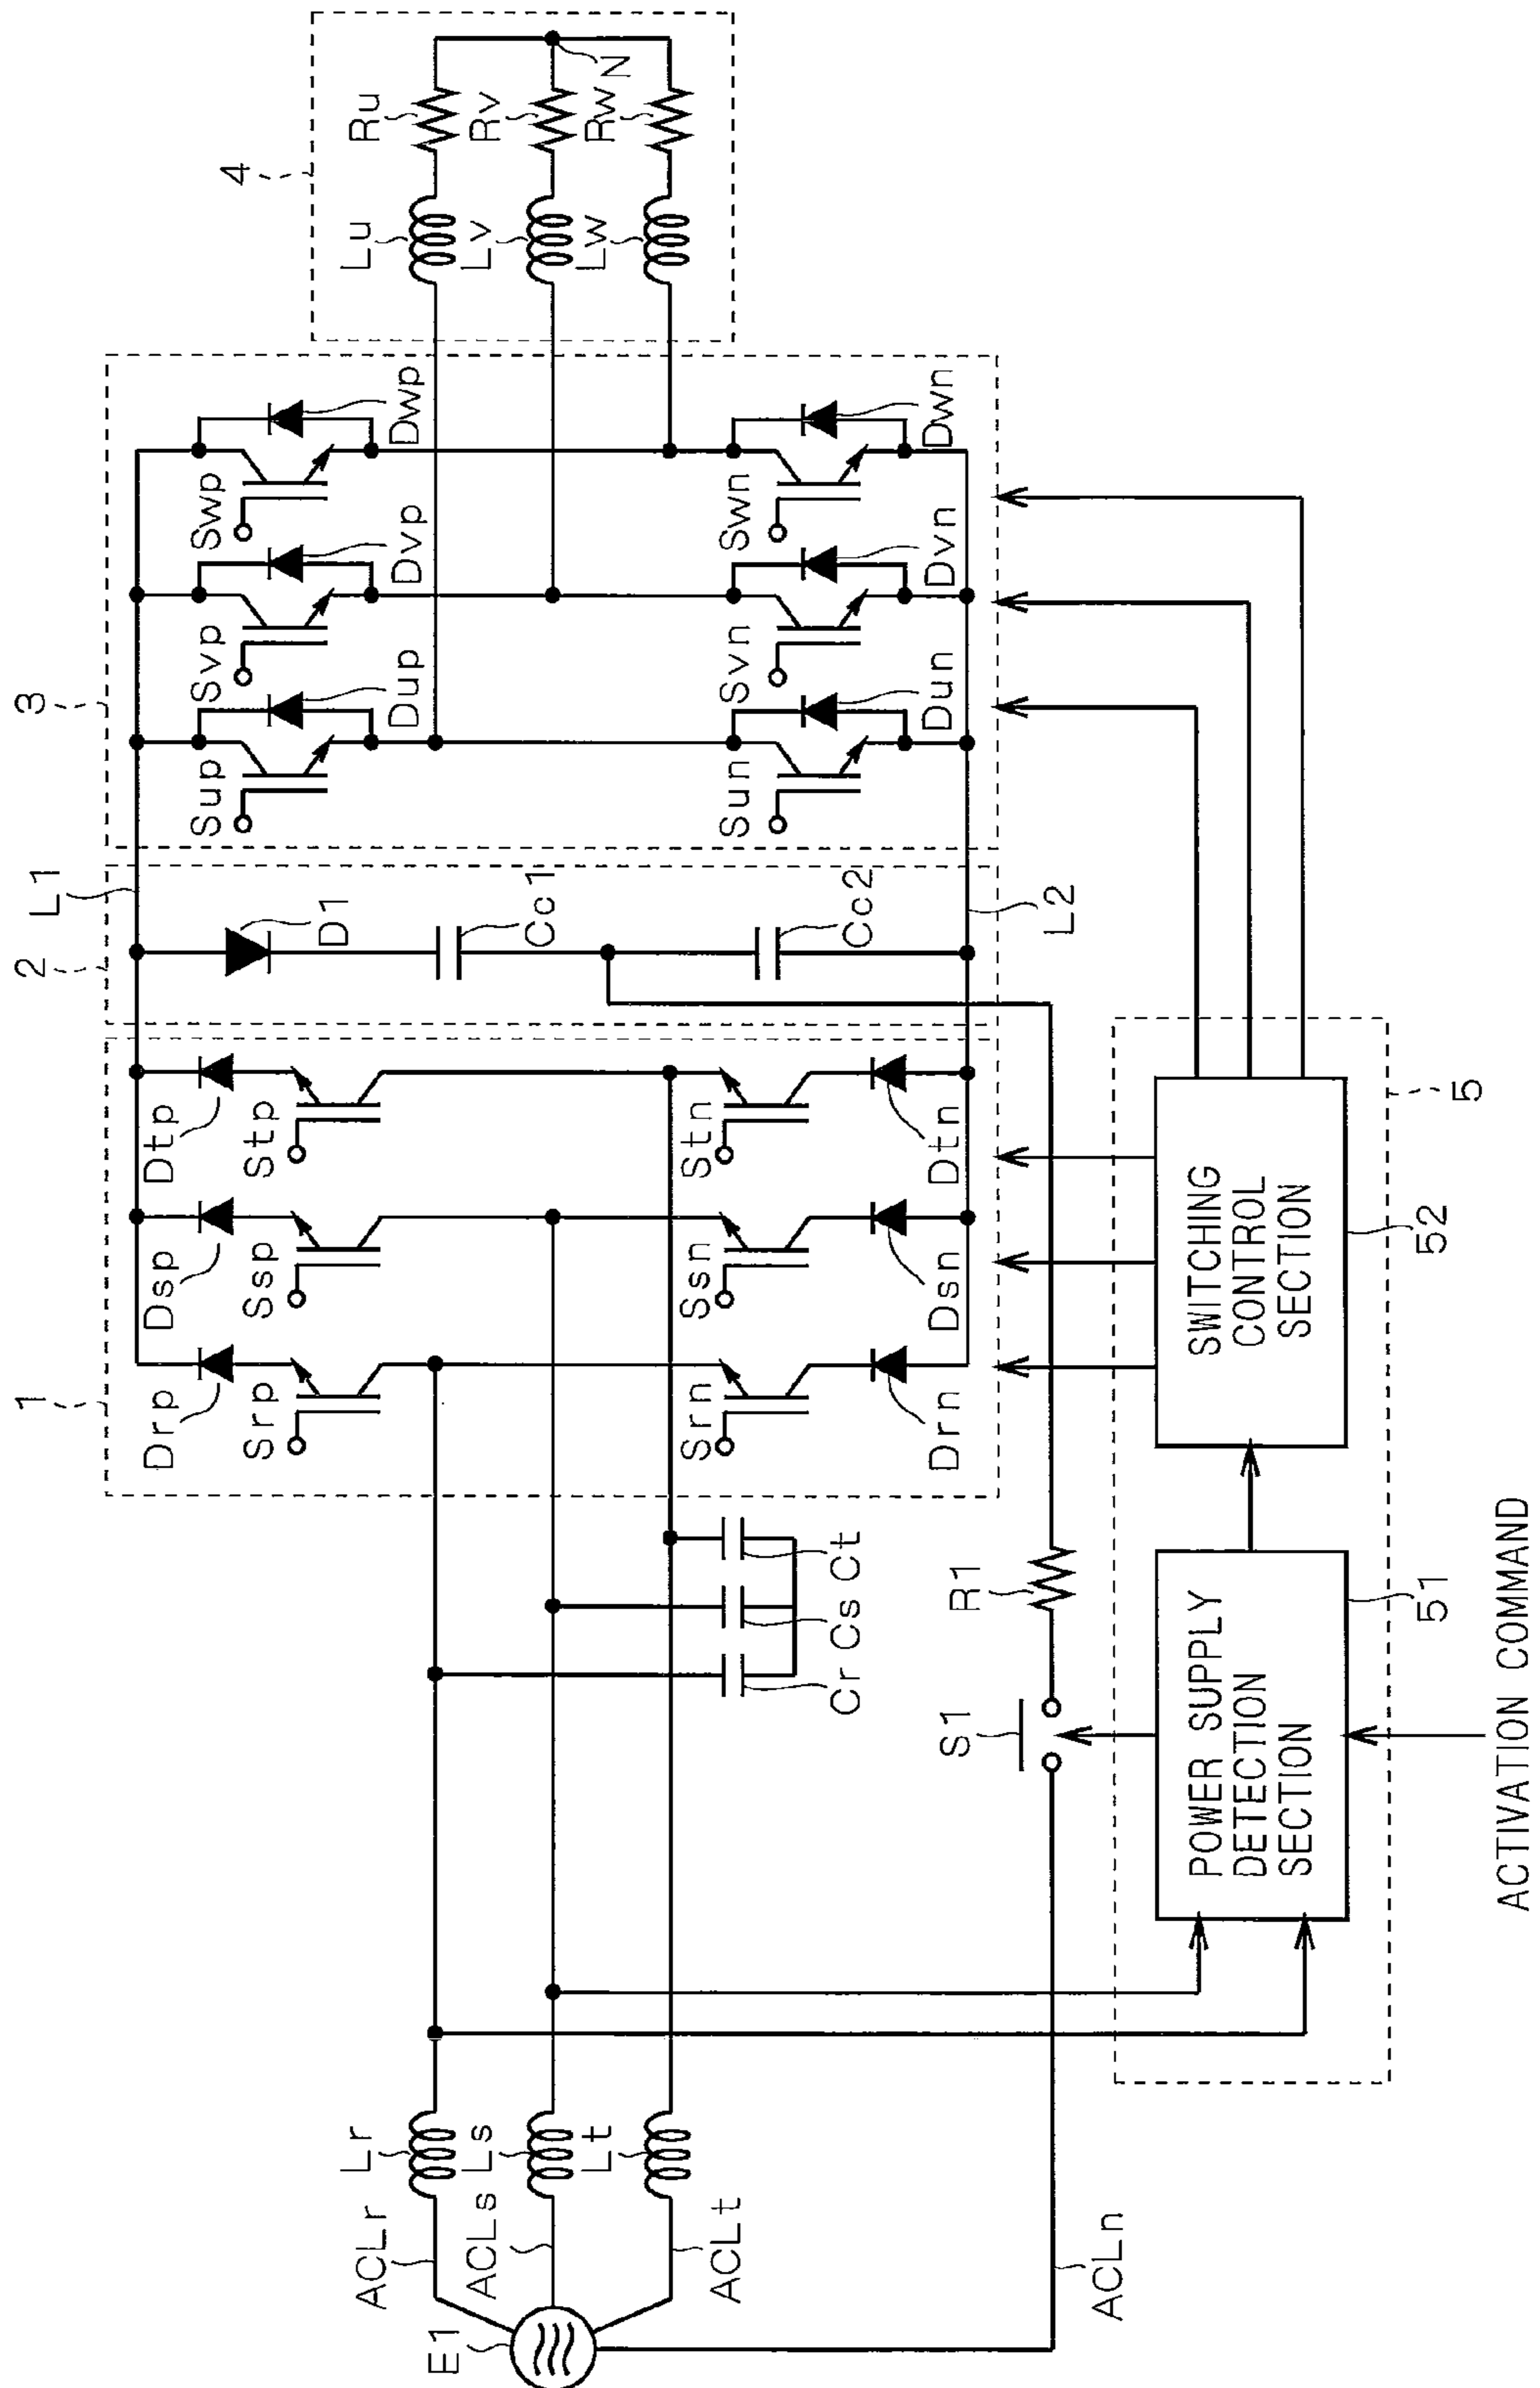 E1
ACLr
ACLs
ACLt
ACLn
Lr
Ls
Lt
Cr
Cs
Ct
S1
R1
1
Drp
Dsp
Dtp
Srp
Ssp
Stp
Srn
Ssn
Stn
Drn
Dsn
Dtn
2
L1
D1
Cc1
Cc2
L2
3
Sup
Svp
Swp
Dup
Dvp
Dwp
Sun
Svn
Swn
Dun
Dvn
Dwn
4
Lu
Lv
Lw
Ru
Rv
Rw
N
5
POWER SUPPLY
DETECTION
SECTION
51
SWITCHING
CONTROL
SECTION
52
ACTIVATION COMMAND